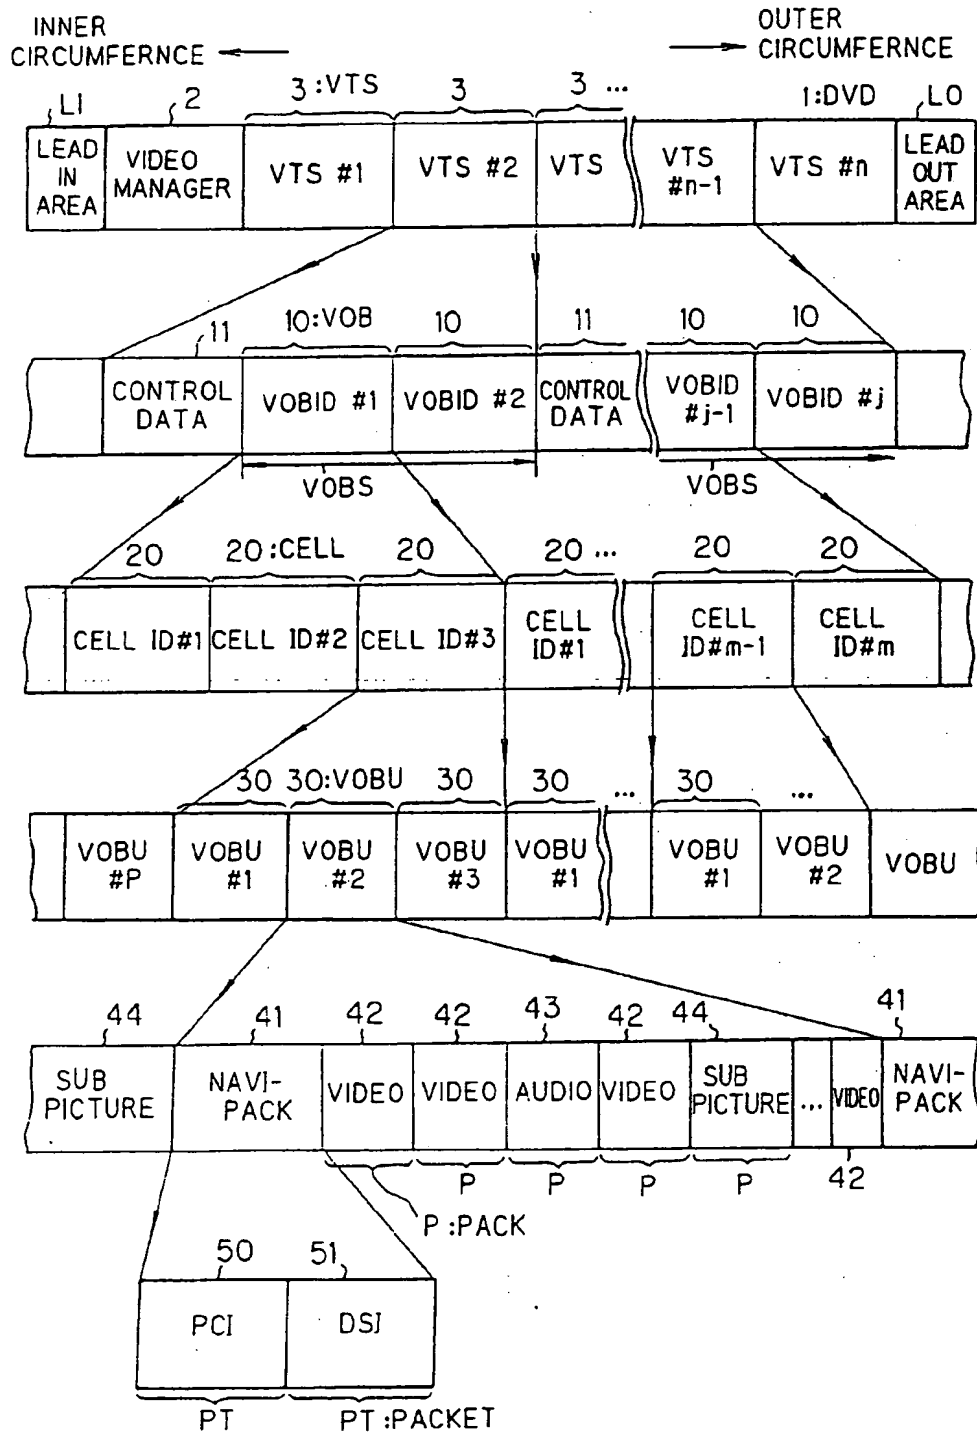 INNER
CIRCUMFERNCE
OUTER
CIRCUMFERNCE
LI 2 3:VTS 3 3 ... 1:DVD LO
LEAD IN AREA
VIDEO MANAGER
VTS #1
VTS #2
VTS
VTS #n-1
VTS #n
LEAD OUT AREA
11 10:VOB 10 11 10 10
CONTROL DATA
VOBID #1
VOBID #2
CONTROL DATA
VOBID #j-1
VOBID #j
VOBS VOBS
20 20:CELL 20 20 ... 20 20
CELL ID#1
CELL ID#2
CELL ID#3
CELL ID#1
CELL ID#m-1
CELL ID#m
30 30:VOBU 30 30 ... 30 ...
VOBU #P
VOBU #1
VOBU #2
VOBU #3
VOBU #1
VOBU #1
VOBU #2
VOBU
44 41 42 42 43 42 44 41
SUB PICTURE
NAVI-PACK
VIDEO
VIDEO
AUDIO
VIDEO
SUB PICTURE
...
VIDEO
NAVI-PACK
P P P P 42
P:PACK
50 51
PCI DSI
PT PT:PACKET